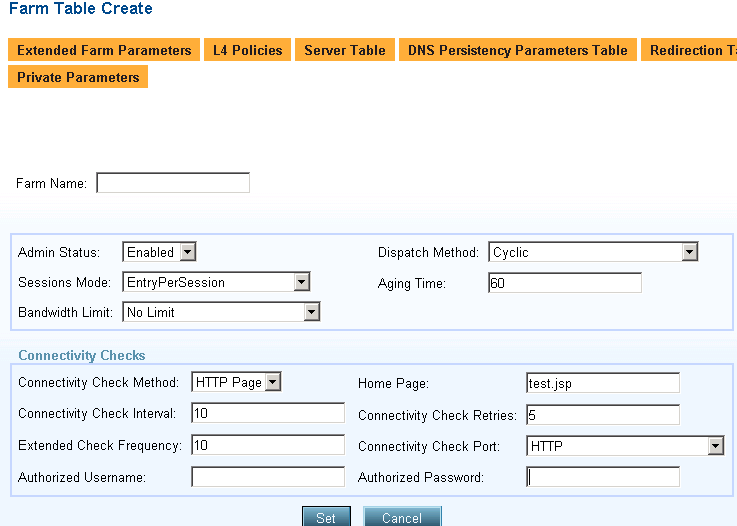 Farm Table Create
Extended Farm Parameters L4 Policies Server Table DNS Persistency Parameters Table Redirection
Private Parameters
Farm Name:
Admin Status: Enabled Dispatch Method: Cyclic
Sessions Mode: EntryPerSession Aging Time: 60
Bandwidth Limit: No Limit
Connectivity Checks
Connectivity Check Method: HTTP Page Home Page: test.jsp
Connectivity Check Interval: 10 Connectivity Check Retries: 5
Extended Check Frequency: 10 Connectivity Check Port: HTTP
Authorized Username: Authorized Password:
Set Cancel